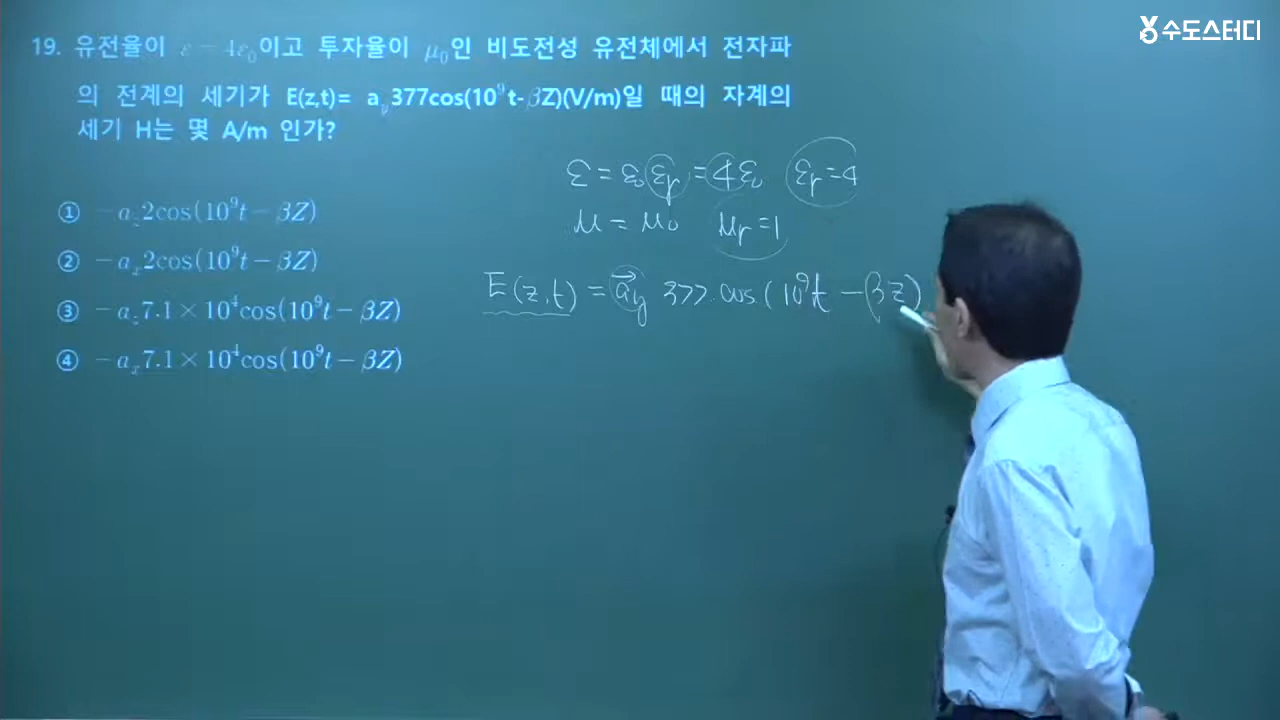 수도스터디
19. 유전율이 ε = 4ε₀이고 투자율이 μ₀인 비도전성 유전체에서 전자파
의 전계의 세기가 E(z,t)= a_y377cos(10⁹t-βZ)(V/m)일 때의 자계의
세기 H는 몇 A/m 인가?
① -a_z2cos(10⁹t-βZ)
② -a_x2cos(10⁹t-βZ)
③ -a_z7.1×10⁴cos(10⁹t-βZ)
④ -a_x7.1×10⁴cos(10⁹t-βZ)
ε = ε₀εr = 4ε₀ εr=4
μ = μ₀ μr=1
E(z,t) = a⃗y 377 cos(10⁹t - βz)